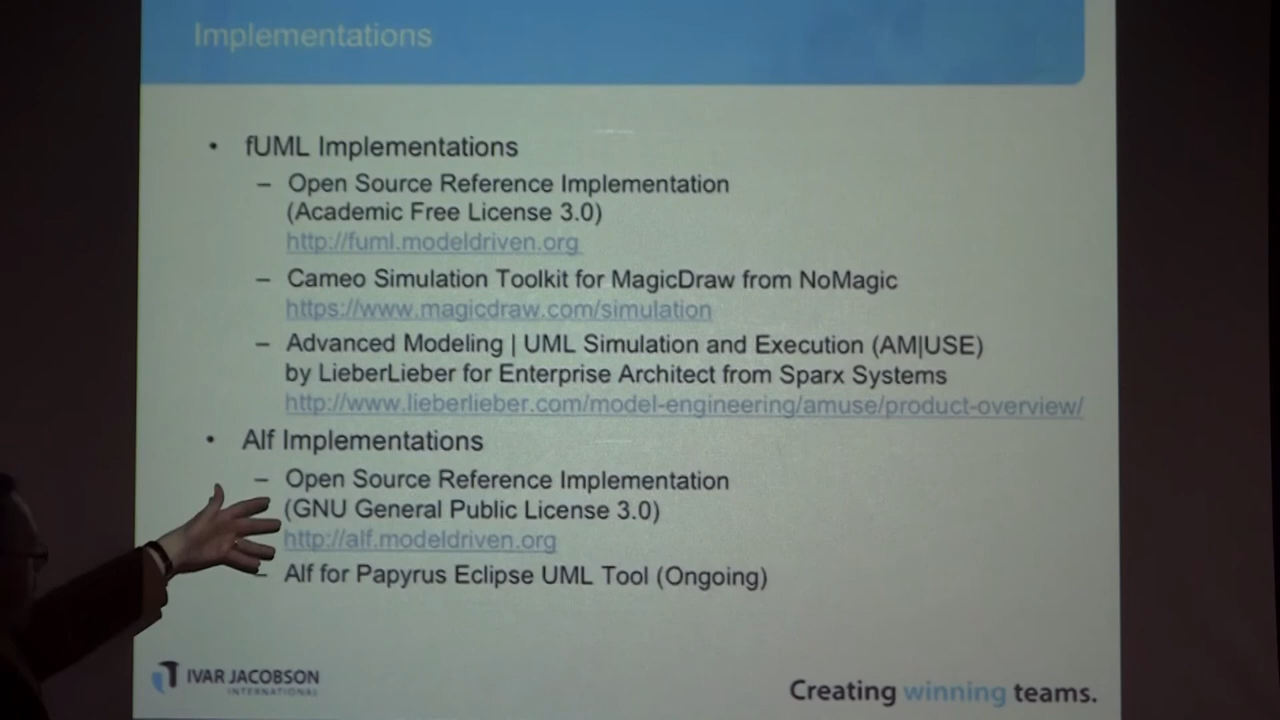 Implementations
• fUML Implementations
– Open Source Reference Implementation
(Academic Free License 3.0)
http://fuml.modeldriven.org
– Cameo Simulation Toolkit for MagicDraw from NoMagic
https://www.magicdraw.com/simulation
– Advanced Modeling | UML Simulation and Execution (AM|USE)
by LieberLieber for Enterprise Architect from Sparx Systems
http://www.lieberlieber.com/model-engineering/amuse/product-overview/
• Alf Implementations
– Open Source Reference Implementation
(GNU General Public License 3.0)
http://alf.modeldriven.org
– Alf for Papyrus Eclipse UML Tool (Ongoing)
IVAR JACOBSON
INTERNATIONAL
Creating winning teams.